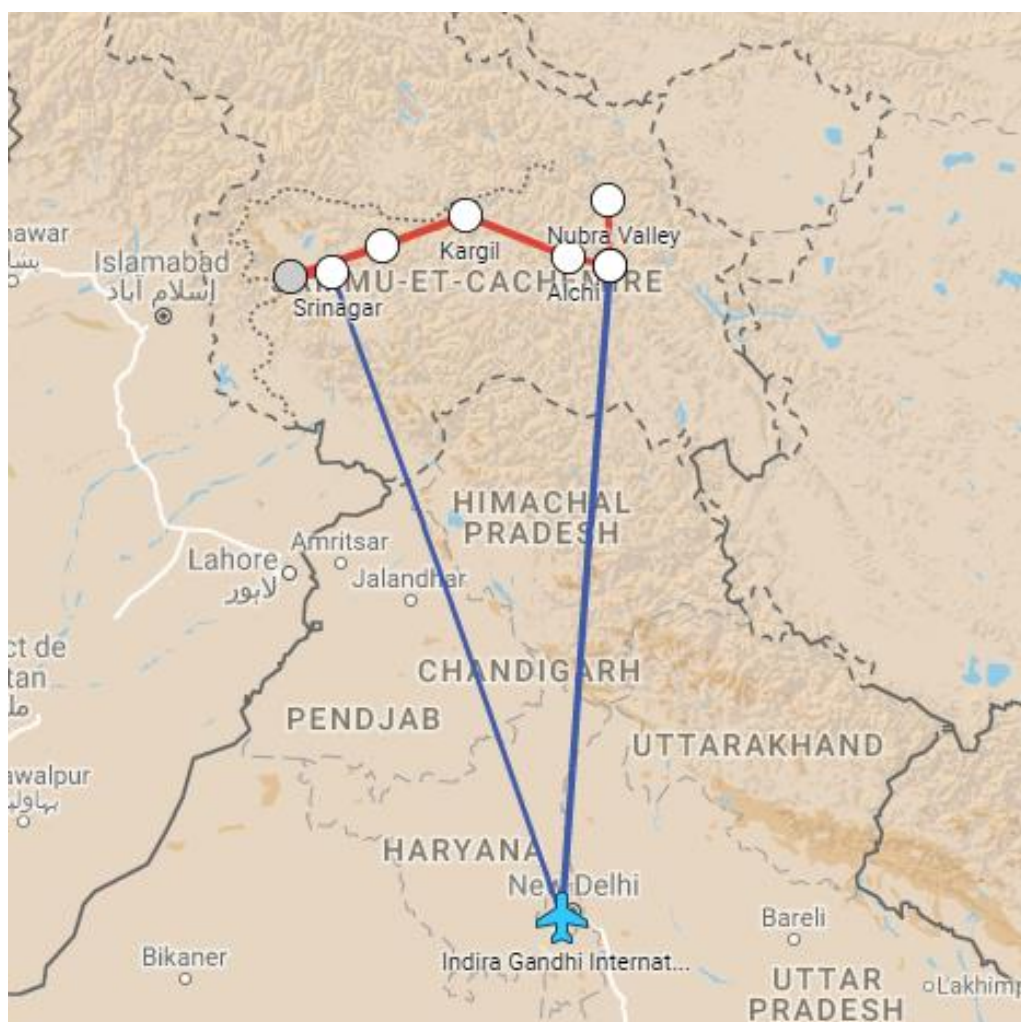 nawar
Islamabad
اسلام آباد
Nubra Valley
Kargil
MU-ET-CACHEMIRE
Alchi
Srinagar
HIMACHAL
PRADESH
Amritsar
Lahore
لاہور
Jalandhar
CHANDIGARH
ct de
tan
PENDJAB
UTTARAKHAND
awalpur
HARYANA
New Delhi
Bareli
Indira Gandhi Internat...
Bikaner
UTTAR
PRADESH
Lakhimp